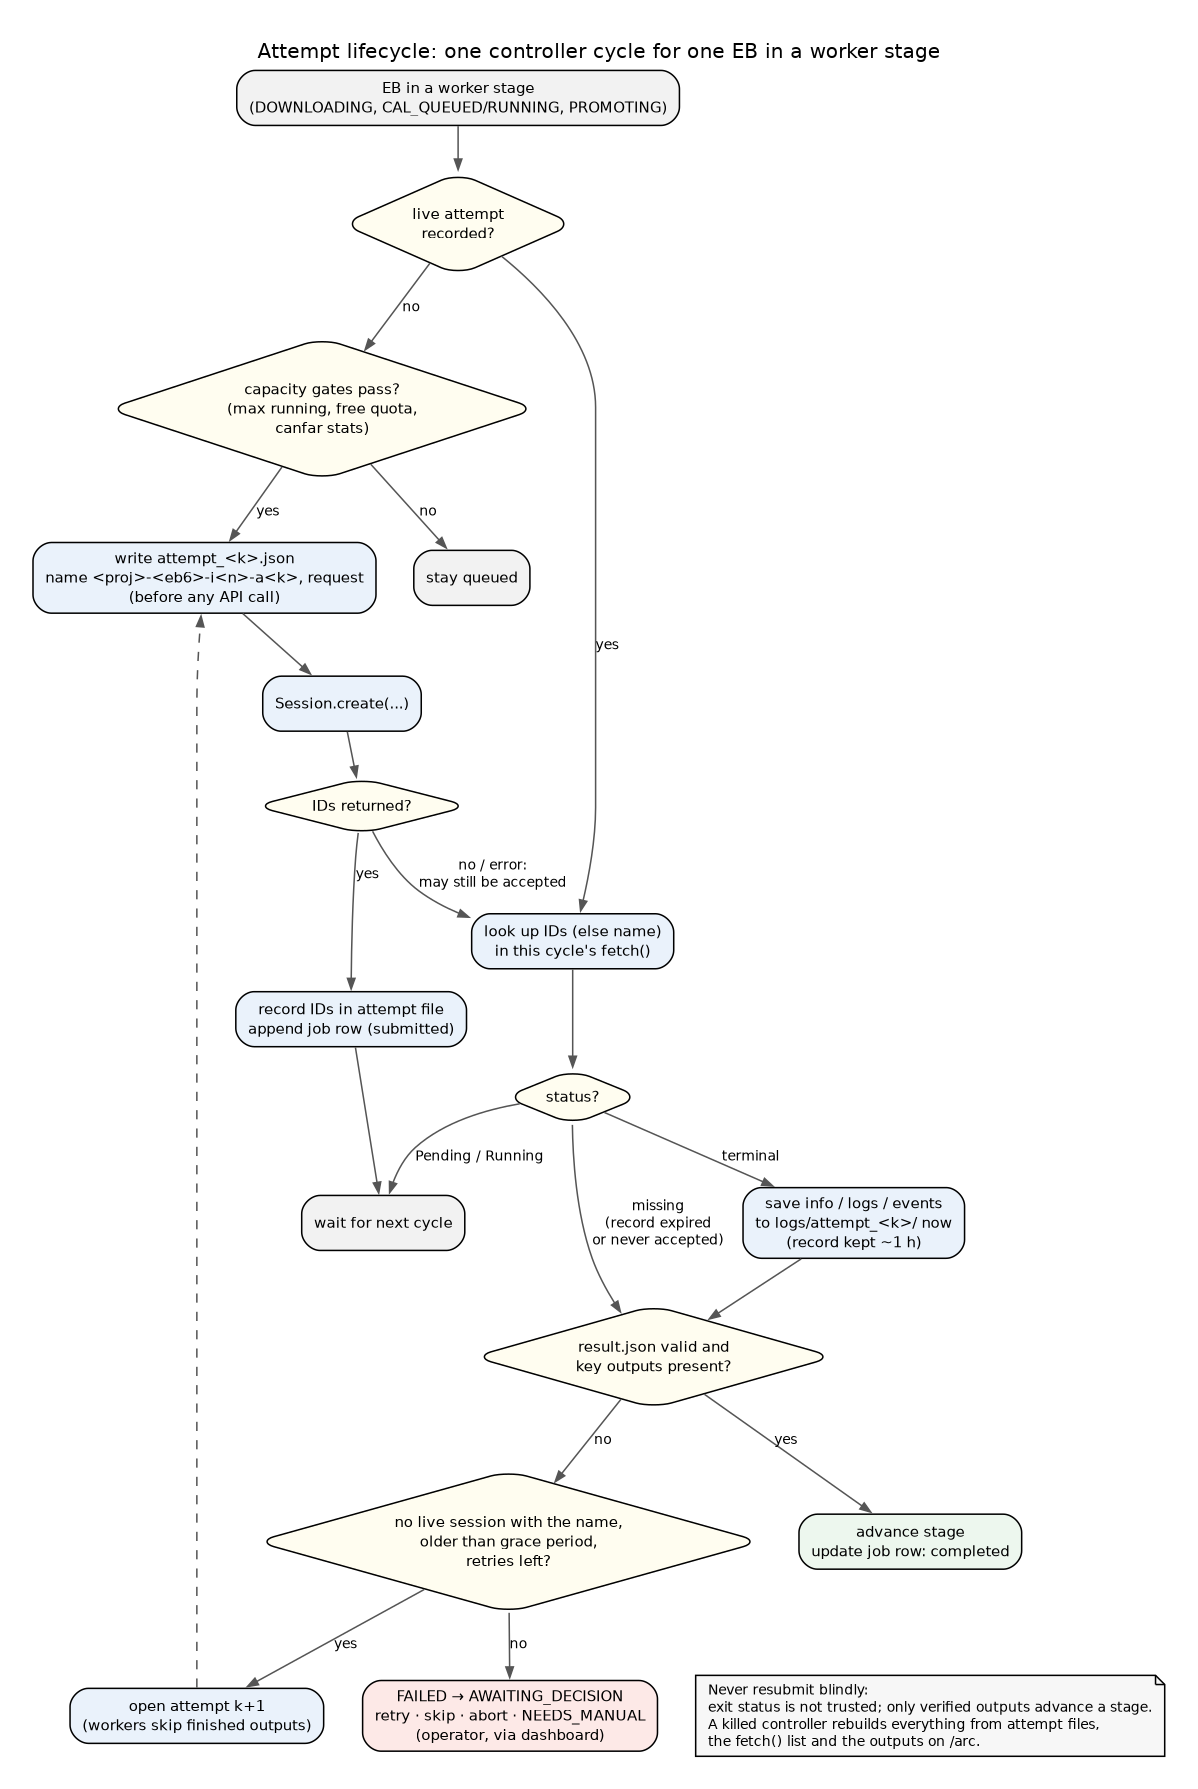 Attempt lifecycle: one controller cycle for one EB in a worker stage
EB in a worker stage
(DOWNLOADING, CAL_QUEUED/RUNNING, PROMOTING)
live attempt
recorded?
no
yes
capacity gates pass?
(max running, free quota,
canfar stats)
yes
no
write attempt_<k>.json
name <proj>-<eb6>-i<n>-a<k>, request
(before any API call)
stay queued
Session.create(...)
IDs returned?
yes
no / error:
may still be accepted
look up IDs (else name)
in this cycle's fetch()
record IDs in attempt file
append job row (submitted)
status?
Pending / Running
terminal
missing
(record expired
or never accepted)
wait for next cycle
save info / logs / events
to logs/attempt_<k>/ now
(record kept ~1 h)
result.json valid and
key outputs present?
no
yes
no live session with the name,
older than grace period,
retries left?
advance stage
update job row: completed
yes
no
open attempt k+1
(workers skip finished outputs)
FAILED → AWAITING_DECISION
retry · skip · abort · NEEDS_MANUAL
(operator, via dashboard)
Never resubmit blindly:
exit status is not trusted; only verified outputs advance a stage.
A killed controller rebuilds everything from attempt files,
the fetch() list and the outputs on /arc.